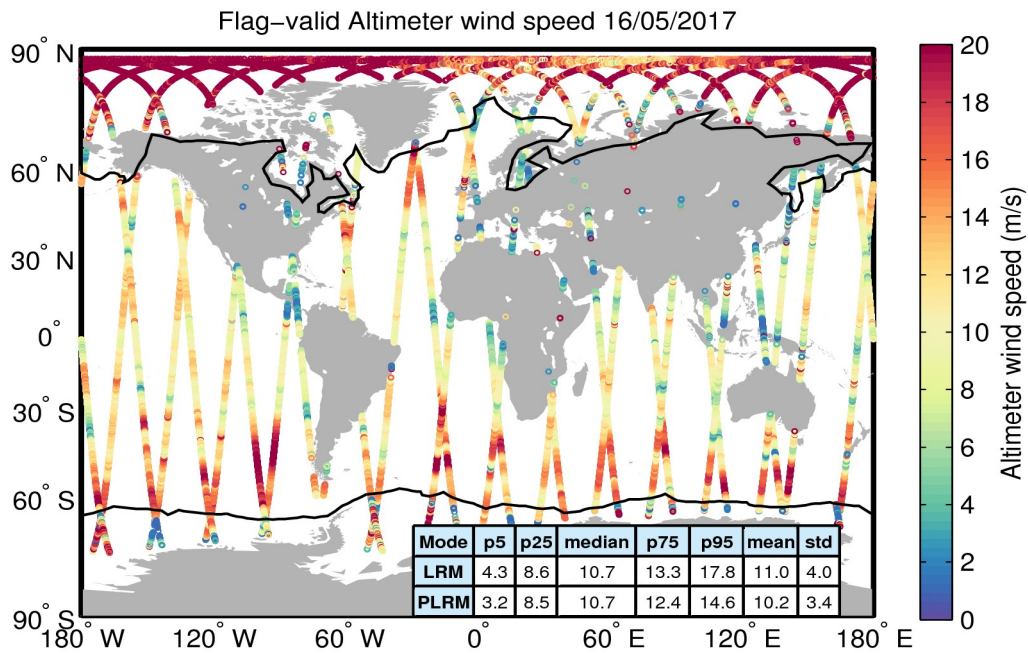 Flag−valid Altimeter wind speed 16/05/2017
90° N
60° N
30° N
0°
30° S
60° S
90° S
180° W
120° W
60° W
0°
60° E
120° E
180° E
Mode p5 p25 median p75 p95 mean std
LRM 4.3 8.6 10.7 13.3 17.8 11.0 4.0
PLRM 3.2 8.5 10.7 12.4 14.6 10.2 3.4
20
18
16
14
12
10
8
6
4
2
0
Altimeter wind speed (m/s)